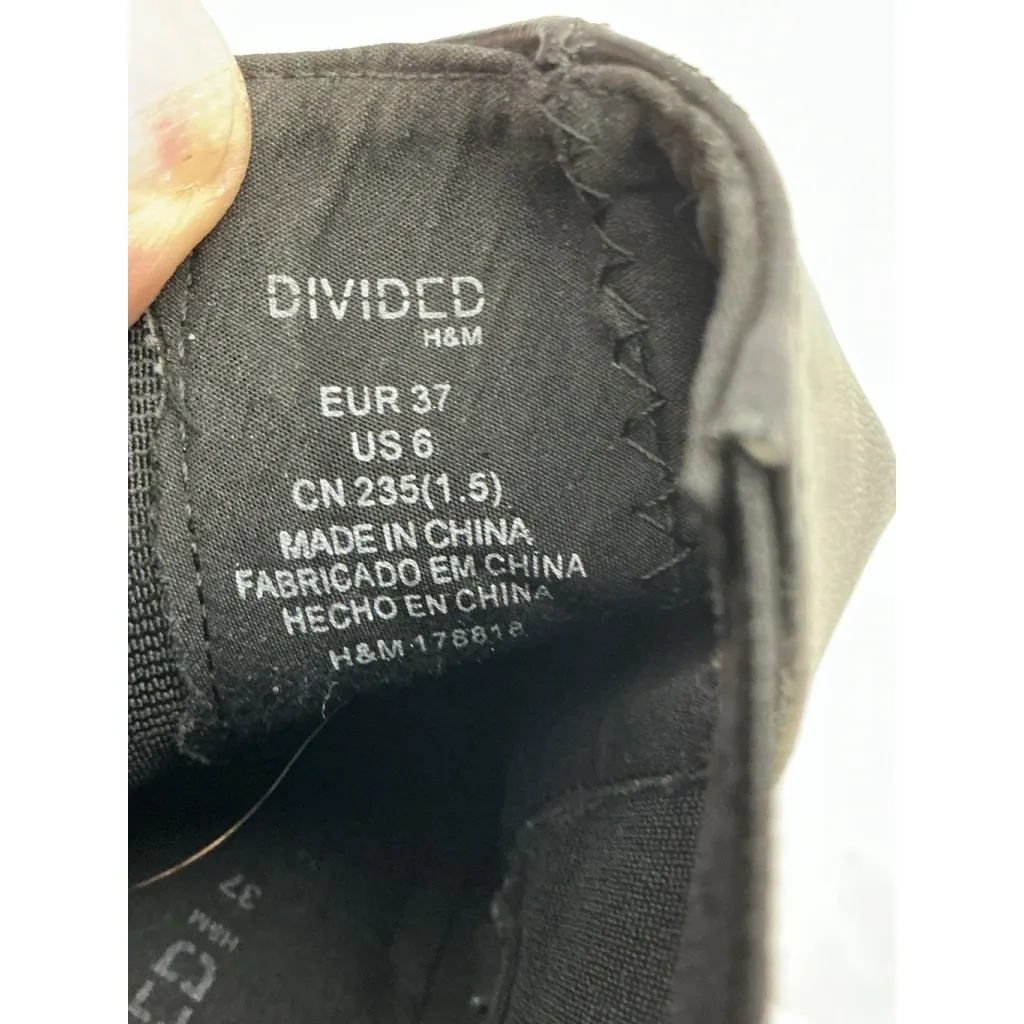 DIVIDED
H&M
EUR 37
US 6
CN 235(1.5)
MADE IN CHINA
FABRICADO EM CHINA
HECHO EN CHINA
H&M 178818
37
H&M